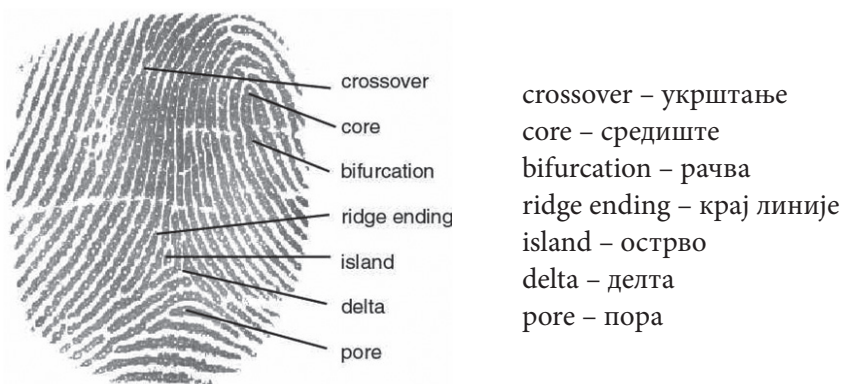 crossover
core
bifurcation
ridge ending
island
delta
pore
crossover – укрштање
core – средиште
bifurcation – рачва
ridge ending – крај линије
island – острво
delta – делта
pore – пора